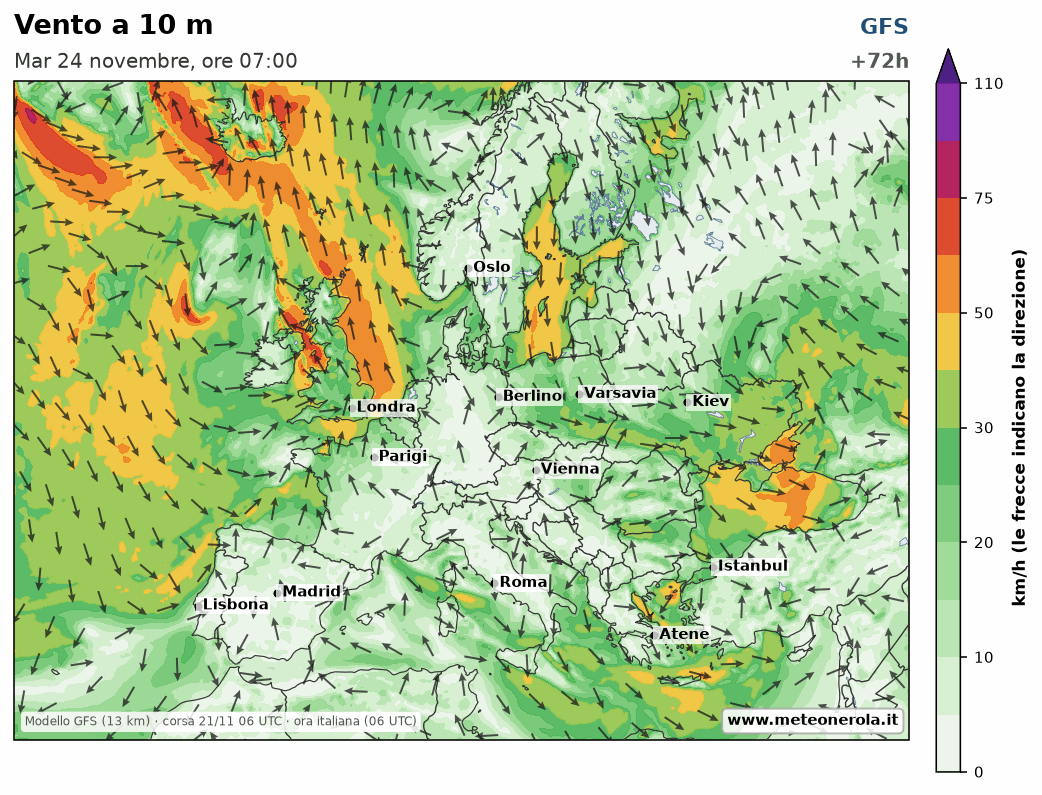 Vento a 10 m
GFS
Mar 24 novembre, ore 07:00
+72h
110
75
50
30
20
10
0
km/h (le frecce indicano la direzione)
Oslo
Londra
Berlino
Varsavia
Kiev
Parigi
Vienna
Istanbul
Roma
Madrid
Lisbona
Atene
Modello GFS (13 km) · corsa 21/11 06 UTC · ora italiana (06 UTC)
www.meteonerola.it